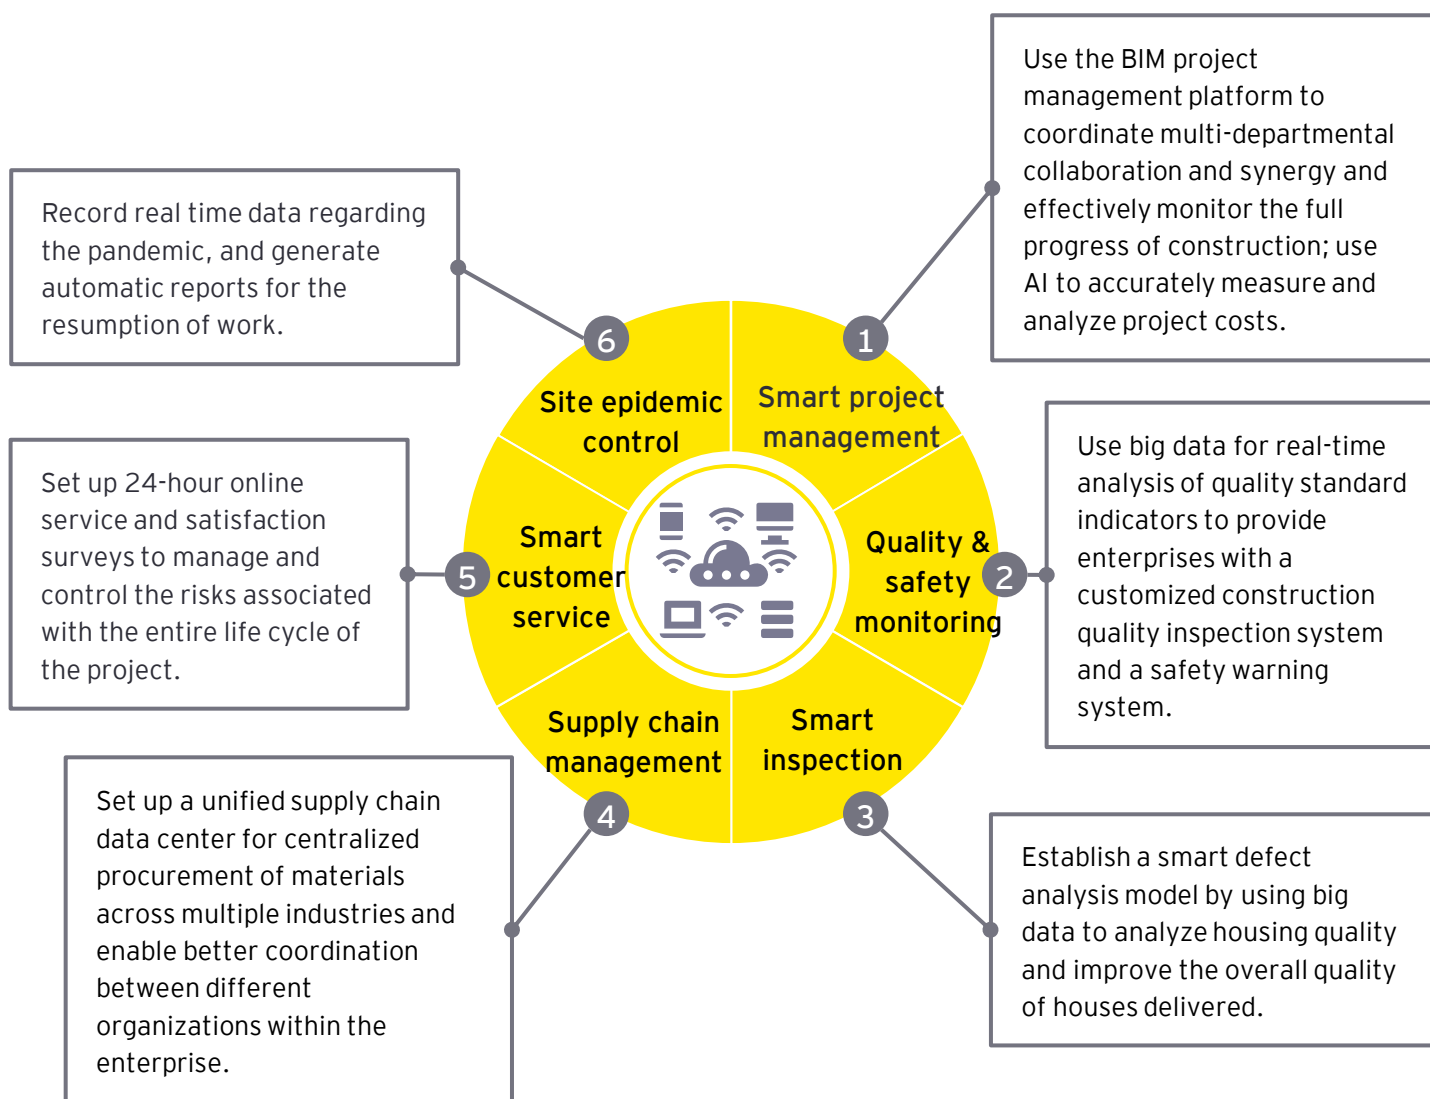 Use the BIM project
management platform to
coordinate multi-departmental
collaboration and synergy and
effectively monitor the full
progress of construction; use
AI to accurately measure and
analyze project costs.
Record real time data regarding
the pandemic, and generate
automatic reports for the
resumption of work.
6
1
Site epidemic
control
Smart project
management
Set up 24-hour online
service and satisfaction
surveys to manage and
control the risks associated
with the entire life cycle of
the project.
5
Smart
customer
service
Quality &
safety
monitoring
2
Use big data for real-time
analysis of quality standard
indicators to provide
enterprises with a
customized construction
quality inspection system
and a safety warning
system.
Supply chain
management
Smart
inspection
4
3
Set up a unified supply chain
data center for centralized
procurement of materials
across multiple industries and
enable better coordination
between different
organizations within the
enterprise.
Establish a smart defect
analysis model by using big
data to analyze housing quality
and improve the overall quality
of houses delivered.